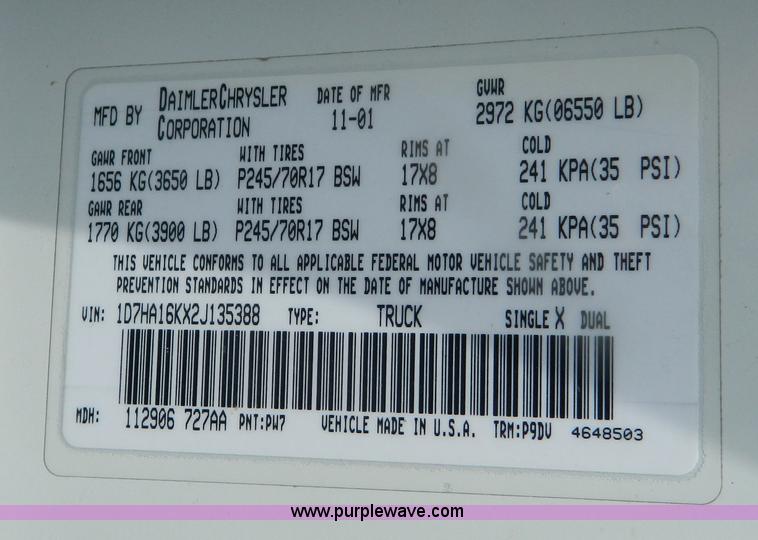 MFD BY DAIMLERCHRYSLER CORPORATION DATE OF MFR 11-01 GVWR 2972 KG(06550 LB)
GAWR FRONT WITH TIRES RIMS AT COLD
1656 KG(3650 LB) P245/70R17 BSW 17X8 241 KPA(35 PSI)
GAWR REAR WITH TIRES RIMS AT COLD
1770 KG(3900 LB) P245/70R17 BSW 17X8 241 KPA(35 PSI)
THIS VEHICLE CONFORMS TO ALL APPLICABLE FEDERAL MOTOR VEHICLE SAFETY AND THEFT
PREVENTION STANDARDS IN EFFECT ON THE DATE OF MANUFACTURE SHOWN ABOVE.
VIN: 1D7HA16KX2J135388 TYPE: TRUCK SINGLE X DUAL
MDH: 112906 727AA PNT:PW7 VEHICLE MADE IN U.S.A. TRM:P9DV 4648503
www.purplewave.com